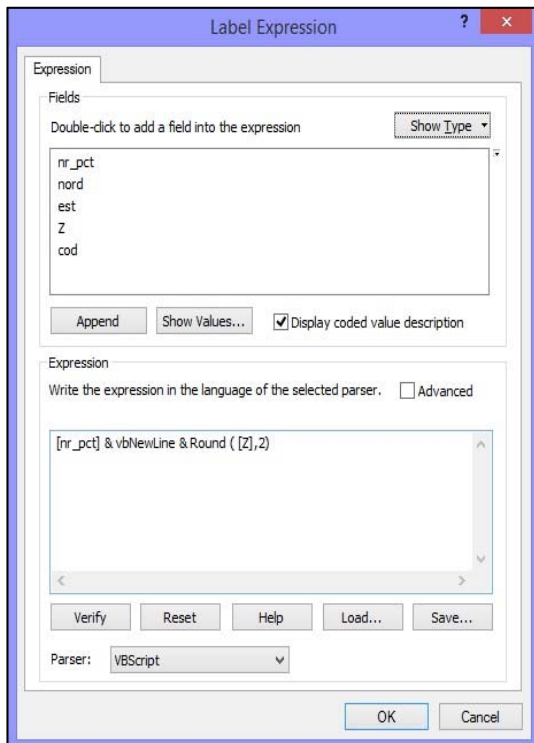 Label Expression
? ×
Expression
Fields
Double-click to add a field into the expression
Show Type
nr_pct
nord
est
Z
cod
Append Show Values... Display coded value description
Expression
Write the expression in the language of the selected parser. Advanced
[nr_pct] & vbNewLine & Round ( [Z],2)
Verify Reset Help Load... Save...
Parser: VBScript
OK Cancel